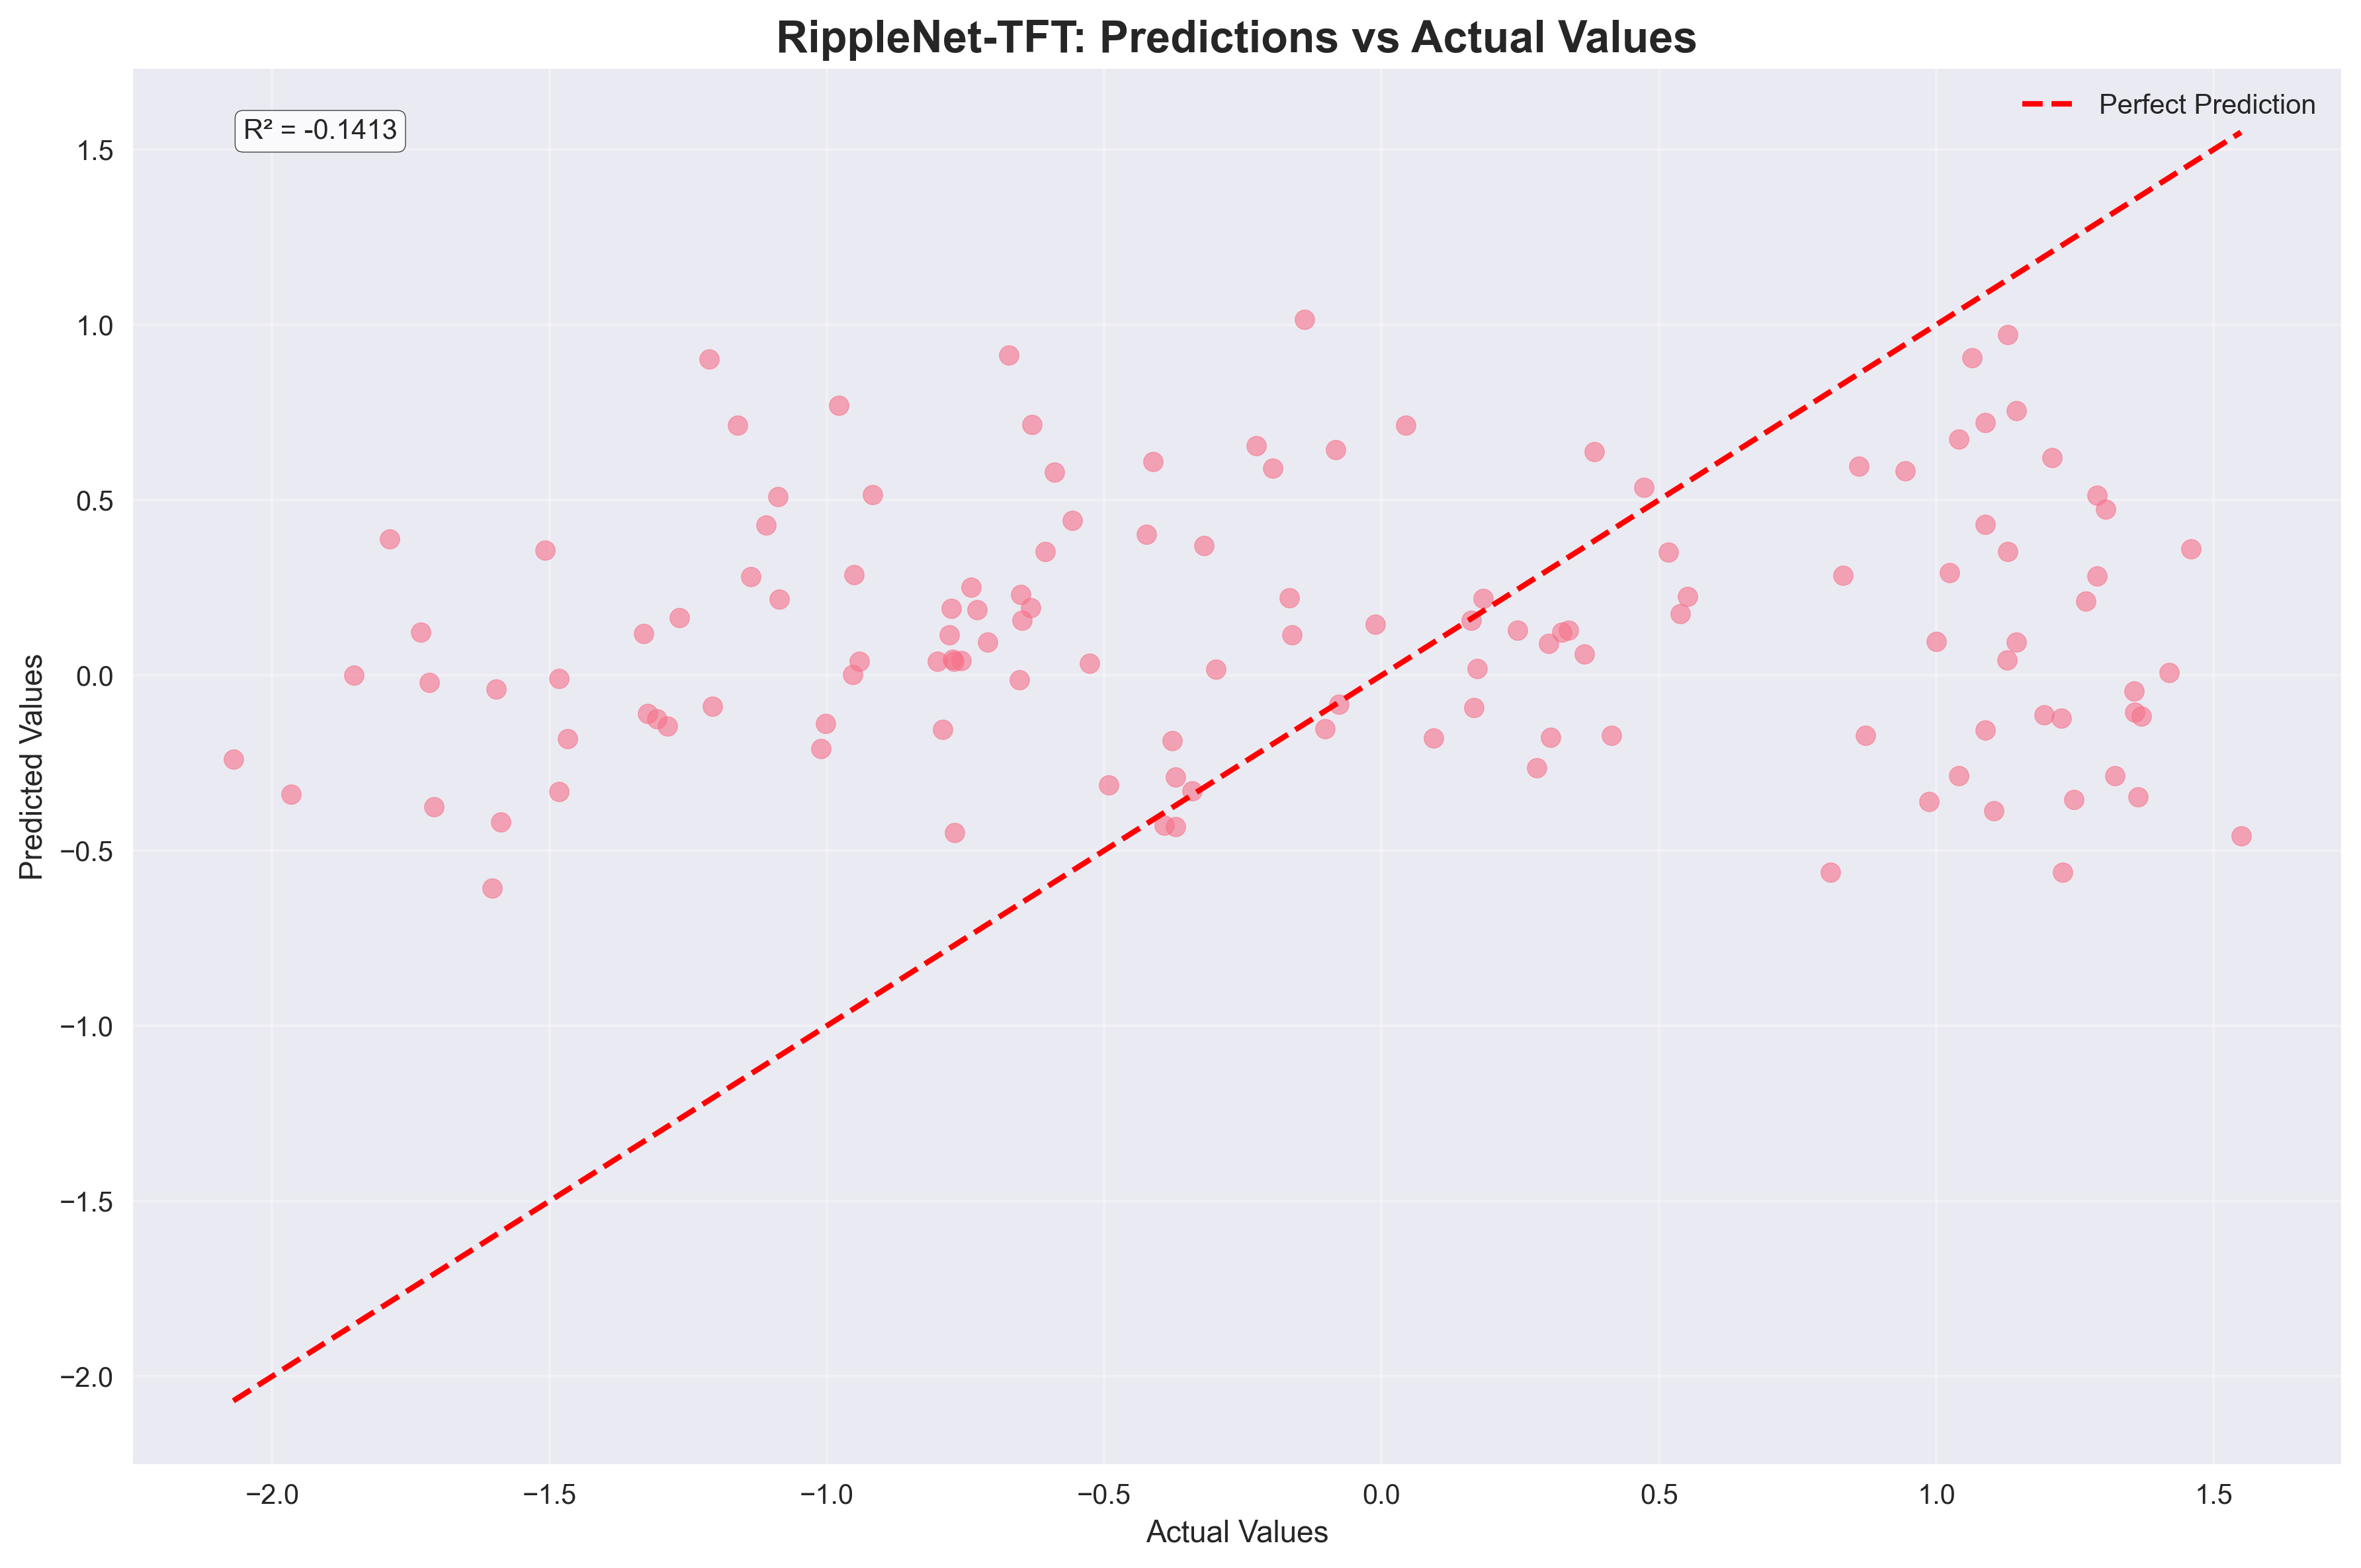 RippleNet-TFT: Predictions vs Actual Values
R² = -0.1413
Perfect Prediction
1.5
1.0
0.5
0.0
−0.5
−1.0
−1.5
−2.0
Predicted Values
−2.0 −1.5 −1.0 −0.5 0.0 0.5 1.0 1.5
Actual Values